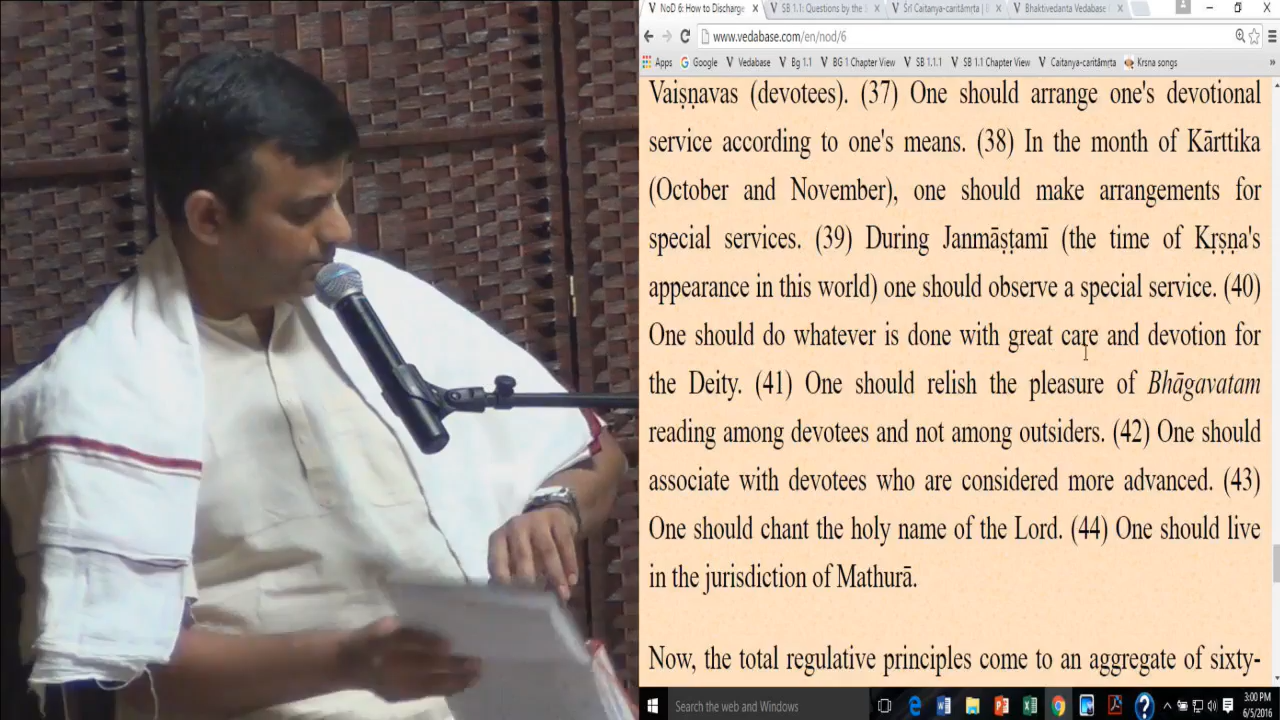 NoD 6: How to Discharge
SB 1.1: Questions by the
Śrī Caitanya-caritāmṛta |
Bhaktivedanta Vedabase
www.vedabase.com/en/nod/6
Apps Google Vedabase Bg 1.1 BG 1 Chapter View SB 1.1.1 SB 1.1 Chapter View Caitanya-caritāmṛta Krsna songs
Vaiṣṇavas (devotees). (37) One should arrange one's devotional
service according to one's means. (38) In the month of Kārttika
(October and November), one should make arrangements for
special services. (39) During Janmāṣṭamī (the time of Kṛṣṇa's
appearance in this world) one should observe a special service. (40)
One should do whatever is done with great care and devotion for
the Deity. (41) One should relish the pleasure of Bhāgavatam
reading among devotees and not among outsiders. (42) One should
associate with devotees who are considered more advanced. (43)
One should chant the holy name of the Lord. (44) One should live
in the jurisdiction of Mathurā.
Now, the total regulative principles come to an aggregate of sixty-
Search the web and Windows
3:00 PM
6/5/2016